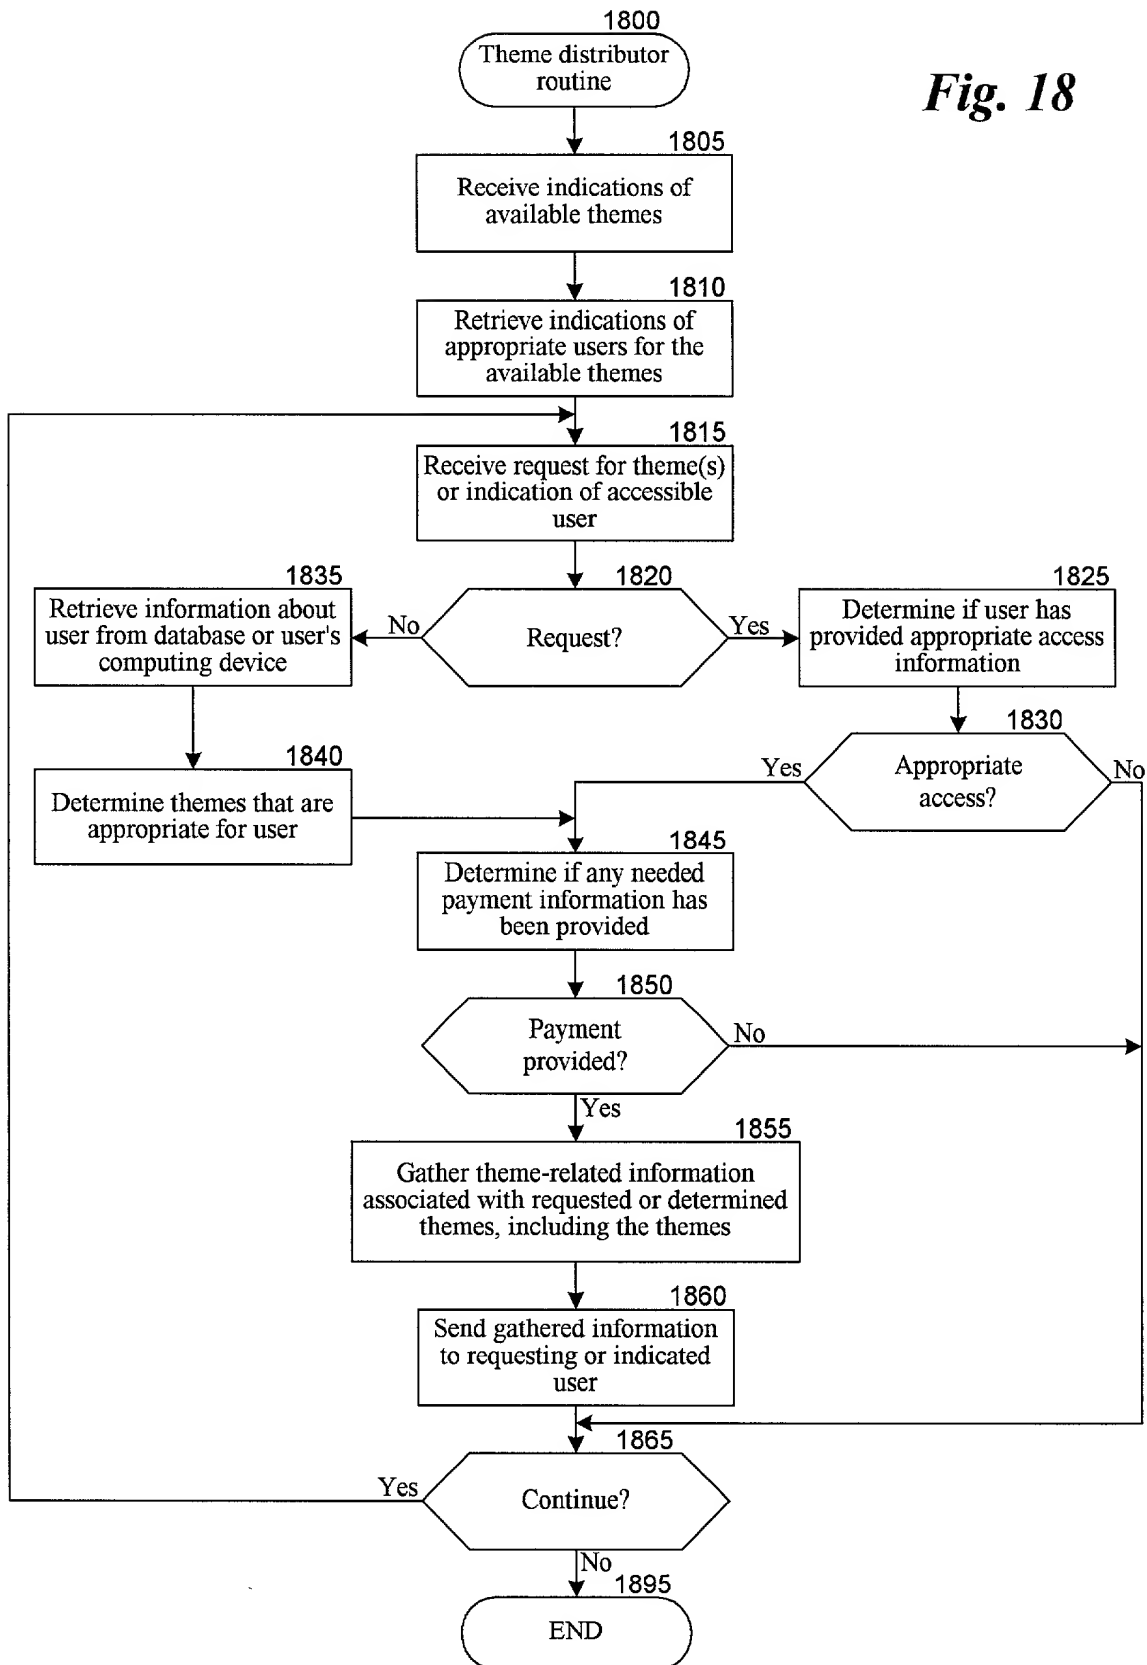 1800
Theme distributor
routine
Fig. 18
1805
Receive indications of
available themes
1810
Retrieve indications of
appropriate users for the
available themes
1815
Receive request for theme(s)
or indication of accessible
user
1820
Request?
No
Yes
1835
Retrieve information about
user from database or user's
computing device
1825
Determine if user has
provided appropriate access
information
1830
Appropriate
access?
Yes
No
1840
Determine themes that are
appropriate for user
1845
Determine if any needed
payment information has
been provided
1850
Payment
provided?
No
Yes
1855
Gather theme-related information
associated with requested or determined
themes, including the themes
1860
Send gathered information
to requesting or indicated
user
1865
Continue?
Yes
No
1895
END